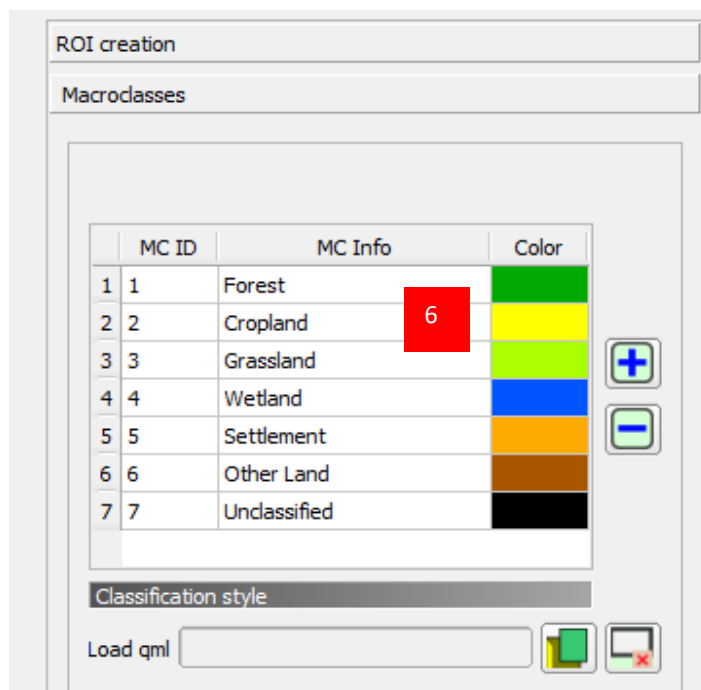 ROI creation
Macroclasses
MC ID MC Info Color
1 1 Forest
6
2 2 Cropland
3 3 Grassland
4 4 Wetland
5 5 Settlement
6 6 Other Land
7 7 Unclassified
Classification style
Load qml